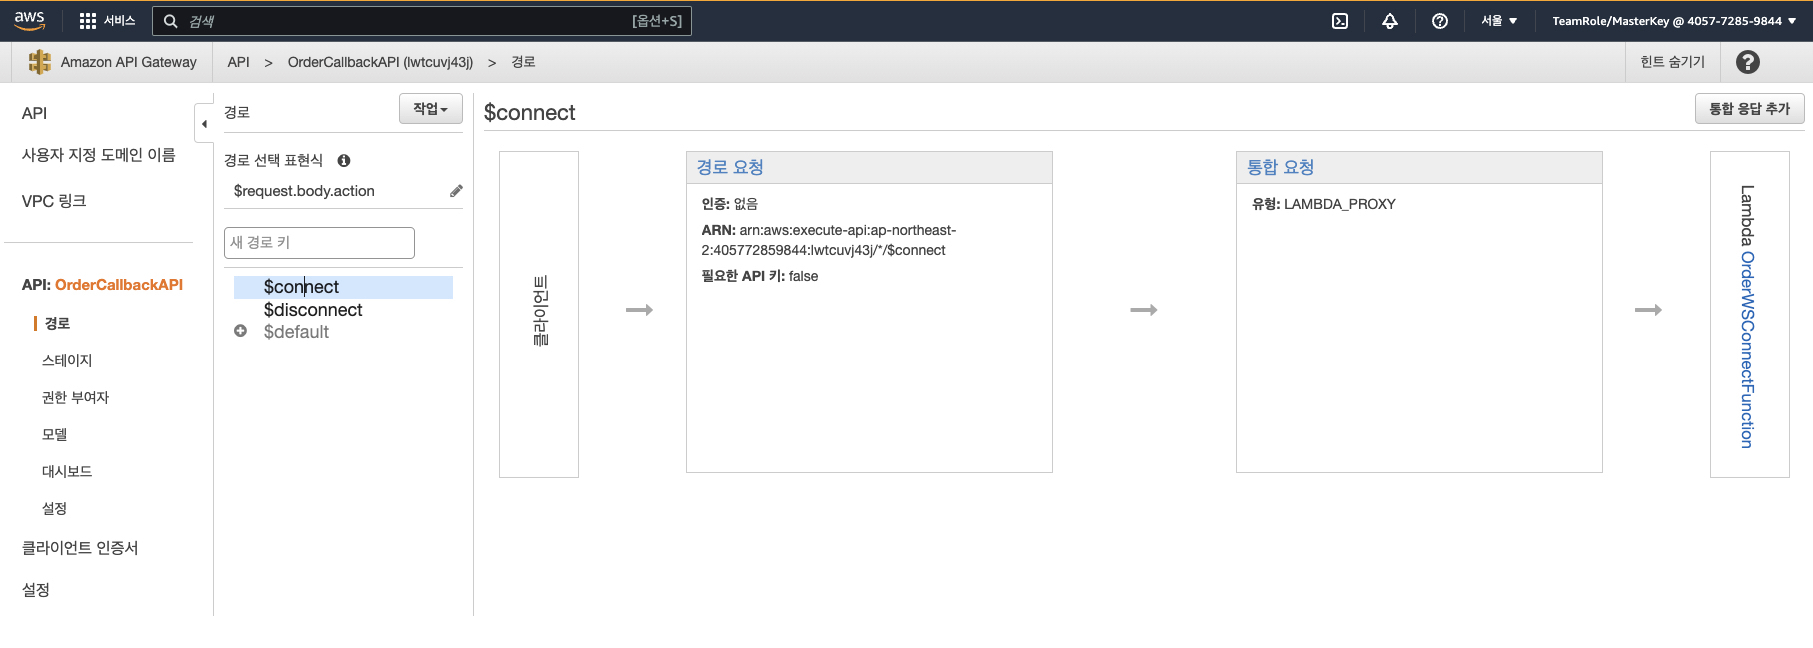 aws
서비스
검색
[옵션+S]
서울
TeamRole/MasterKey @ 4057-7285-9844
Amazon API Gateway
API > OrderCallbackAPI (lwtcuvj43j) > 경로
힌트 숨기기
API
사용자 지정 도메인 이름
VPC 링크
API: OrderCallbackAPI
경로
스테이지
권한 부여자
모델
대시보드
설정
클라이언트 인증서
설정
경로
작업
경로 선택 표현식
$request.body.action
새 경로 키
$connect
$disconnect
$default
$connect
통합 응답 추가
클라이언트
경로 요청
인증: 없음
ARN: arn:aws:execute-api:ap-northeast-
2:405772859844:lwtcuvj43j/*/$connect
필요한 API 키: false
통합 요청
유형: LAMBDA_PROXY
Lambda OrderWSConnectFunction